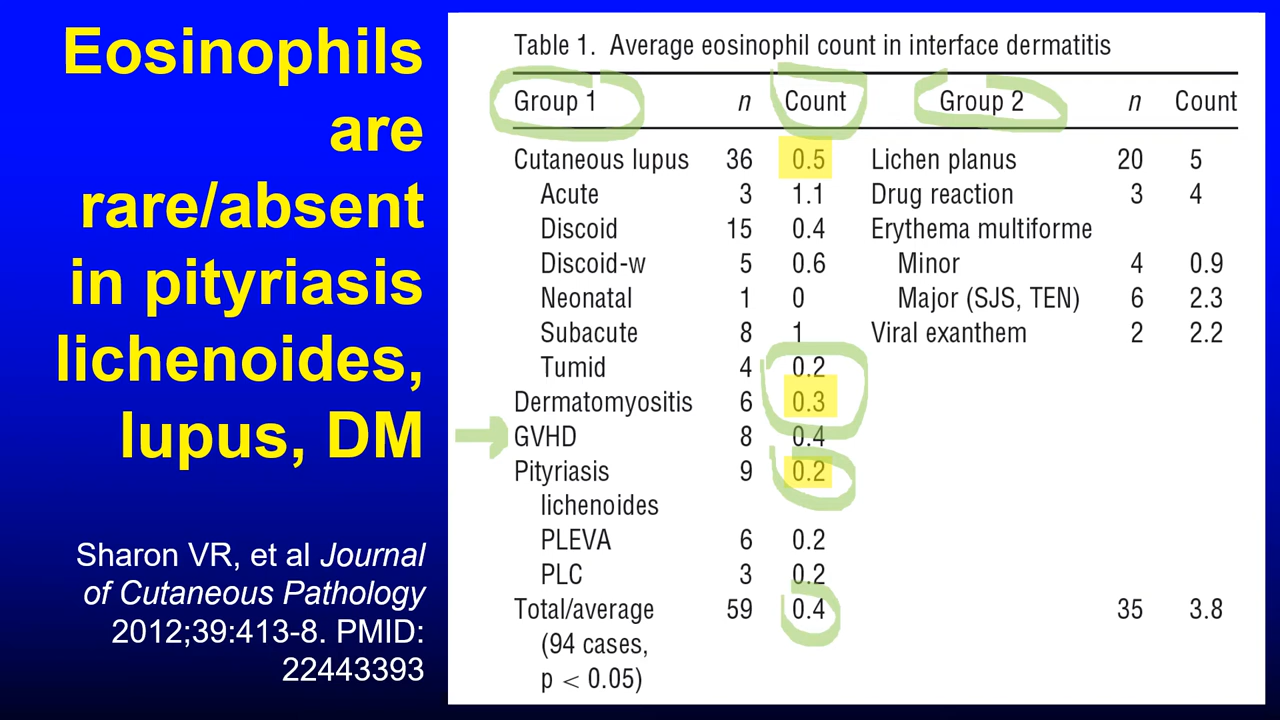 Eosinophils
are
rare/absent
in pityriasis
lichenoides,
lupus, DM
Sharon VR, et al Journal
of Cutaneous Pathology
2012;39:413-8. PMID:
22443393
Table 1. Average eosinophil count in interface dermatitis
Group 1 n Count Group 2 n Count
Cutaneous lupus 36 0.5 Lichen planus 20 5
Acute 3 1.1 Drug reaction 3 4
Discoid 15 0.4 Erythema multiforme
Discoid-w 5 0.6 Minor 4 0.9
Neonatal 1 0 Major (SJS, TEN) 6 2.3
Subacute 8 1 Viral exanthem 2 2.2
Tumid 4 0.2
Dermatomyositis 6 0.3
GVHD 8 0.4
Pityriasis 9 0.2
lichenoides
PLEVA 6 0.2
PLC 3 0.2
Total/average 59 0.4 35 3.8
(94 cases,
p < 0.05)